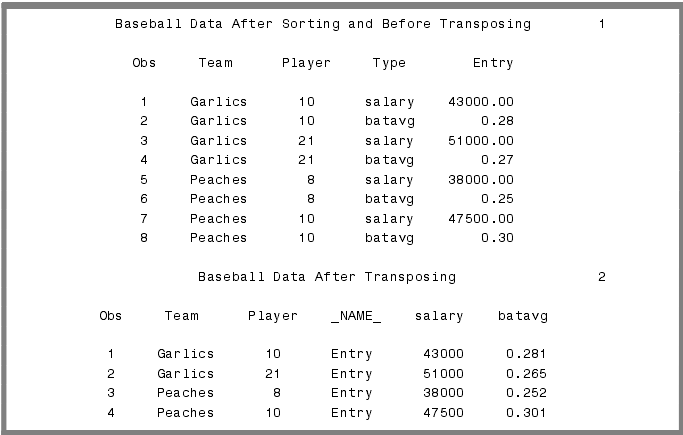 Baseball Data After Sorting and Before Transposing 1
Obs Team Player Type Entry
1 Garlics 10 salary 43000.00
2 Garlics 10 batavg 0.28
3 Garlics 21 salary 51000.00
4 Garlics 21 batavg 0.27
5 Peaches 8 salary 38000.00
6 Peaches 8 batavg 0.25
7 Peaches 10 salary 47500.00
8 Peaches 10 batavg 0.30
Baseball Data After Transposing 2
Obs Team Player _NAME_ salary batavg
1 Garlics 10 Entry 43000 0.281
2 Garlics 21 Entry 51000 0.265
3 Peaches 8 Entry 38000 0.252
4 Peaches 10 Entry 47500 0.301